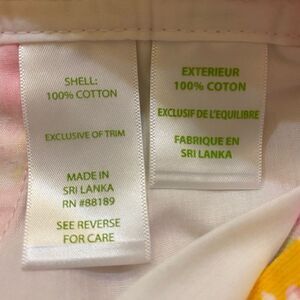 SHELL:
100% COTTON
EXCLUSIVE OF TRIM
MADE IN
SRI LANKA
RN #88189
SEE REVERSE
FOR CARE
EXTERIEUR
100% COTON
EXCLUSIF DE L'EQUILIBRE
FABRIQUE EN
SRI LANKA